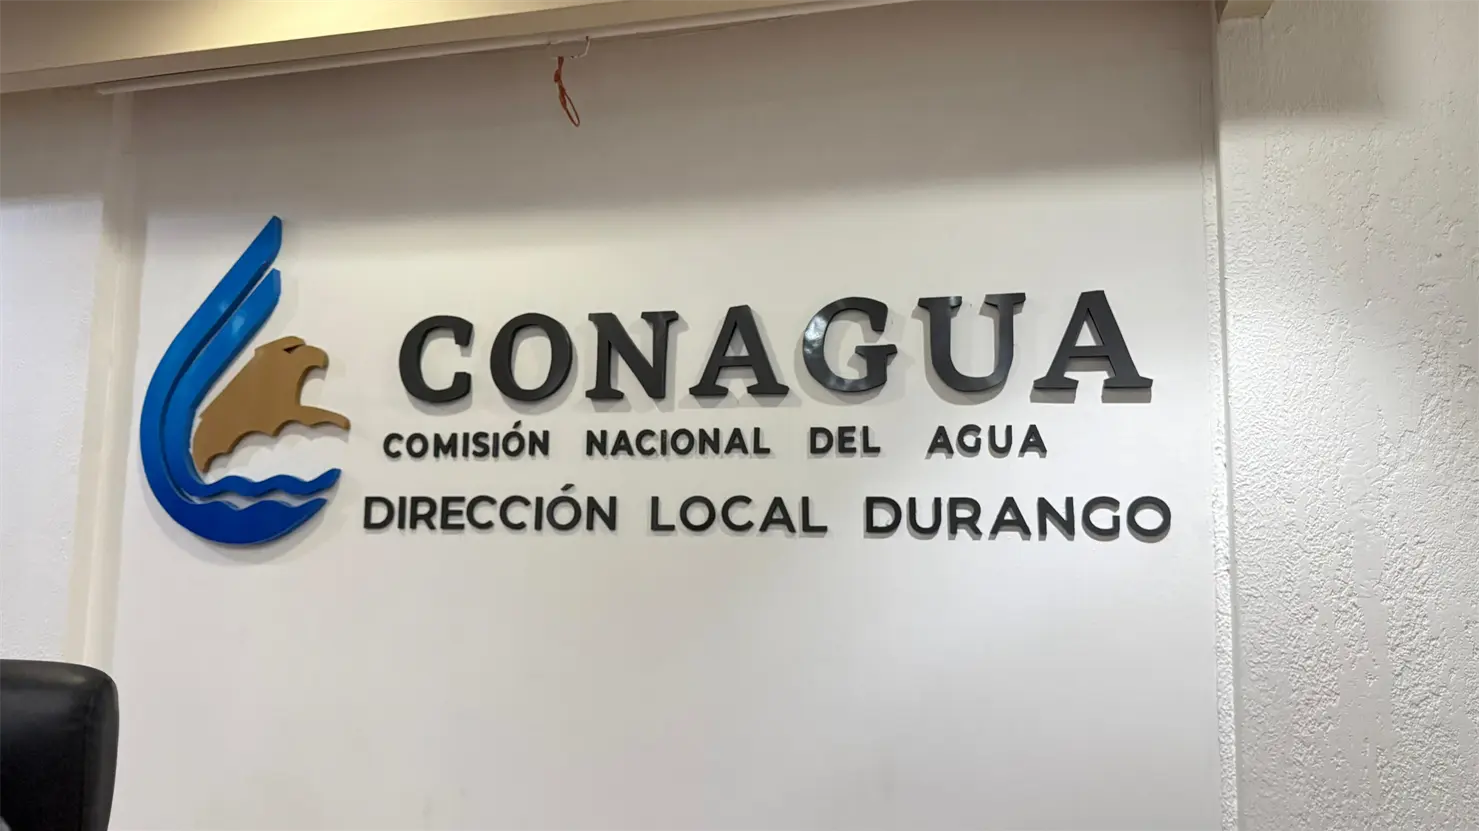 CONAGUA
COMISIÓN NACIONAL DEL AGUA
DIRECCIÓN LOCAL DURANGO